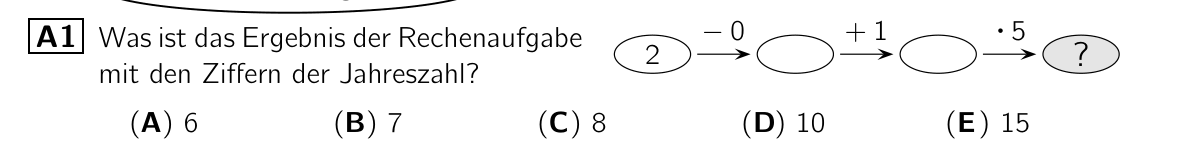 A1 Was ist das Ergebnis der Rechenaufgabe
mit den Ziffern der Jahreszahl?
2 − 0 + 1 · 5 ?
(A) 6 (B) 7 (C) 8 (D) 10 (E) 15